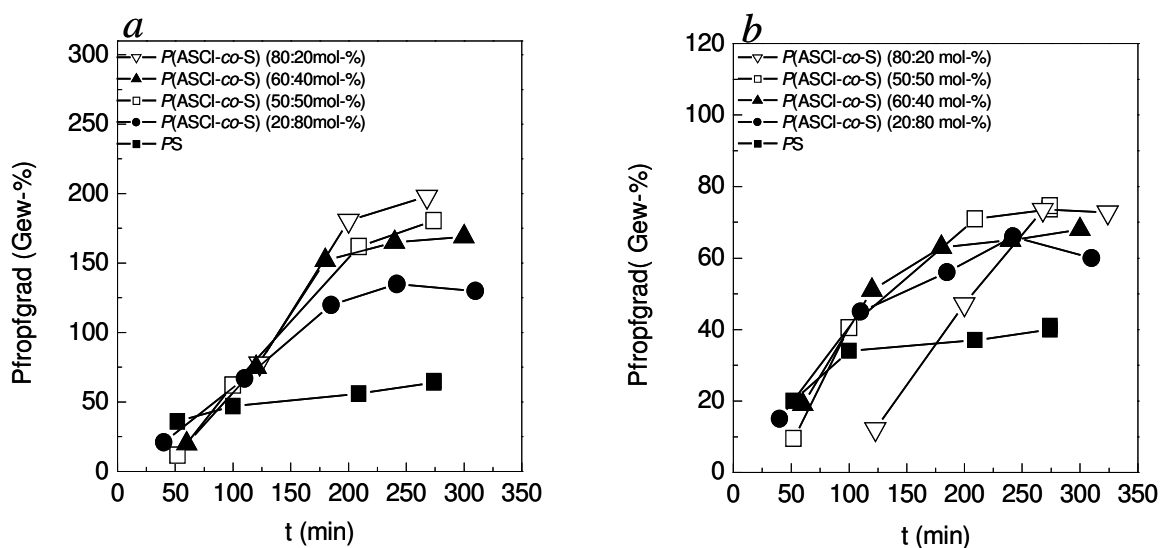 a
300
250
200
150
100
50
0
Pfropfgrad (Gew-%)
P(ASCl-co-S) (80:20mol-%)
P(ASCl-co-S) (60:40mol-%)
P(ASCl-co-S) (50:50mol-%)
P(ASCl-co-S) (20:80mol-%)
PS
0 50 100 150 200 250 300 350
t (min)
b
120
100
80
60
40
20
0
Pfropfgrad( Gew-%)
P(ASCl-co-S) (80:20 mol-%)
P(ASCl-co-S) (50:50 mol-%)
P(ASCl-co-S) (60:40 mol-%)
P(ASCl-co-S) (20:80 mol-%)
PS
0 50 100 150 200 250 300 350
t (min)